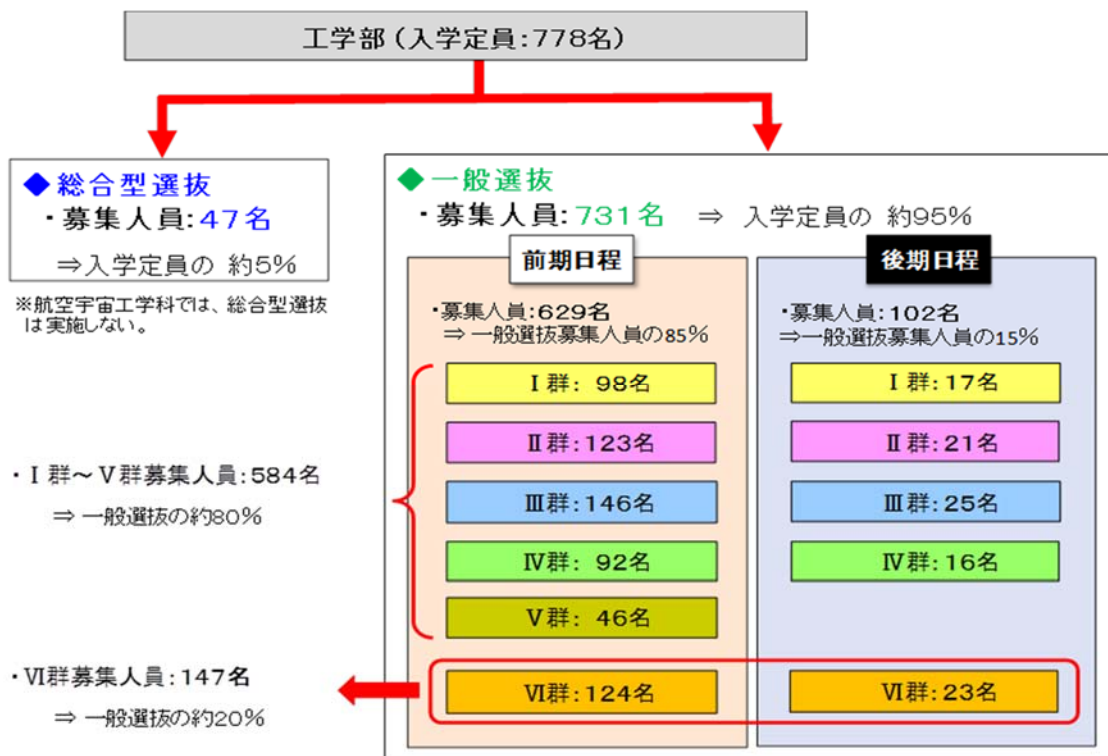 工学部（入学定員：778名）
◆総合型選抜
・募集人員：47名
⇒入学定員の 約5％
※航空宇宙工学科では、総合型選抜
は実施しない。
◆一般選抜
・募集人員：731名 ⇒ 入学定員の 約95％
前期日程
・募集人員：629名
⇒ 一般選抜募集人員の85％
Ⅰ群： 98名
Ⅱ群：123名
Ⅲ群：146名
Ⅳ群： 92名
Ⅴ群： 46名
Ⅵ群：124名
後期日程
・募集人員：102名
⇒一般選抜募集人員の15％
Ⅰ群：17名
Ⅱ群：21名
Ⅲ群：25名
Ⅳ群：16名
Ⅵ群：23名
・Ⅰ群～Ⅴ群募集人員：584名
⇒ 一般選抜の約80％
・Ⅵ群募集人員：147名
⇒ 一般選抜の約20％